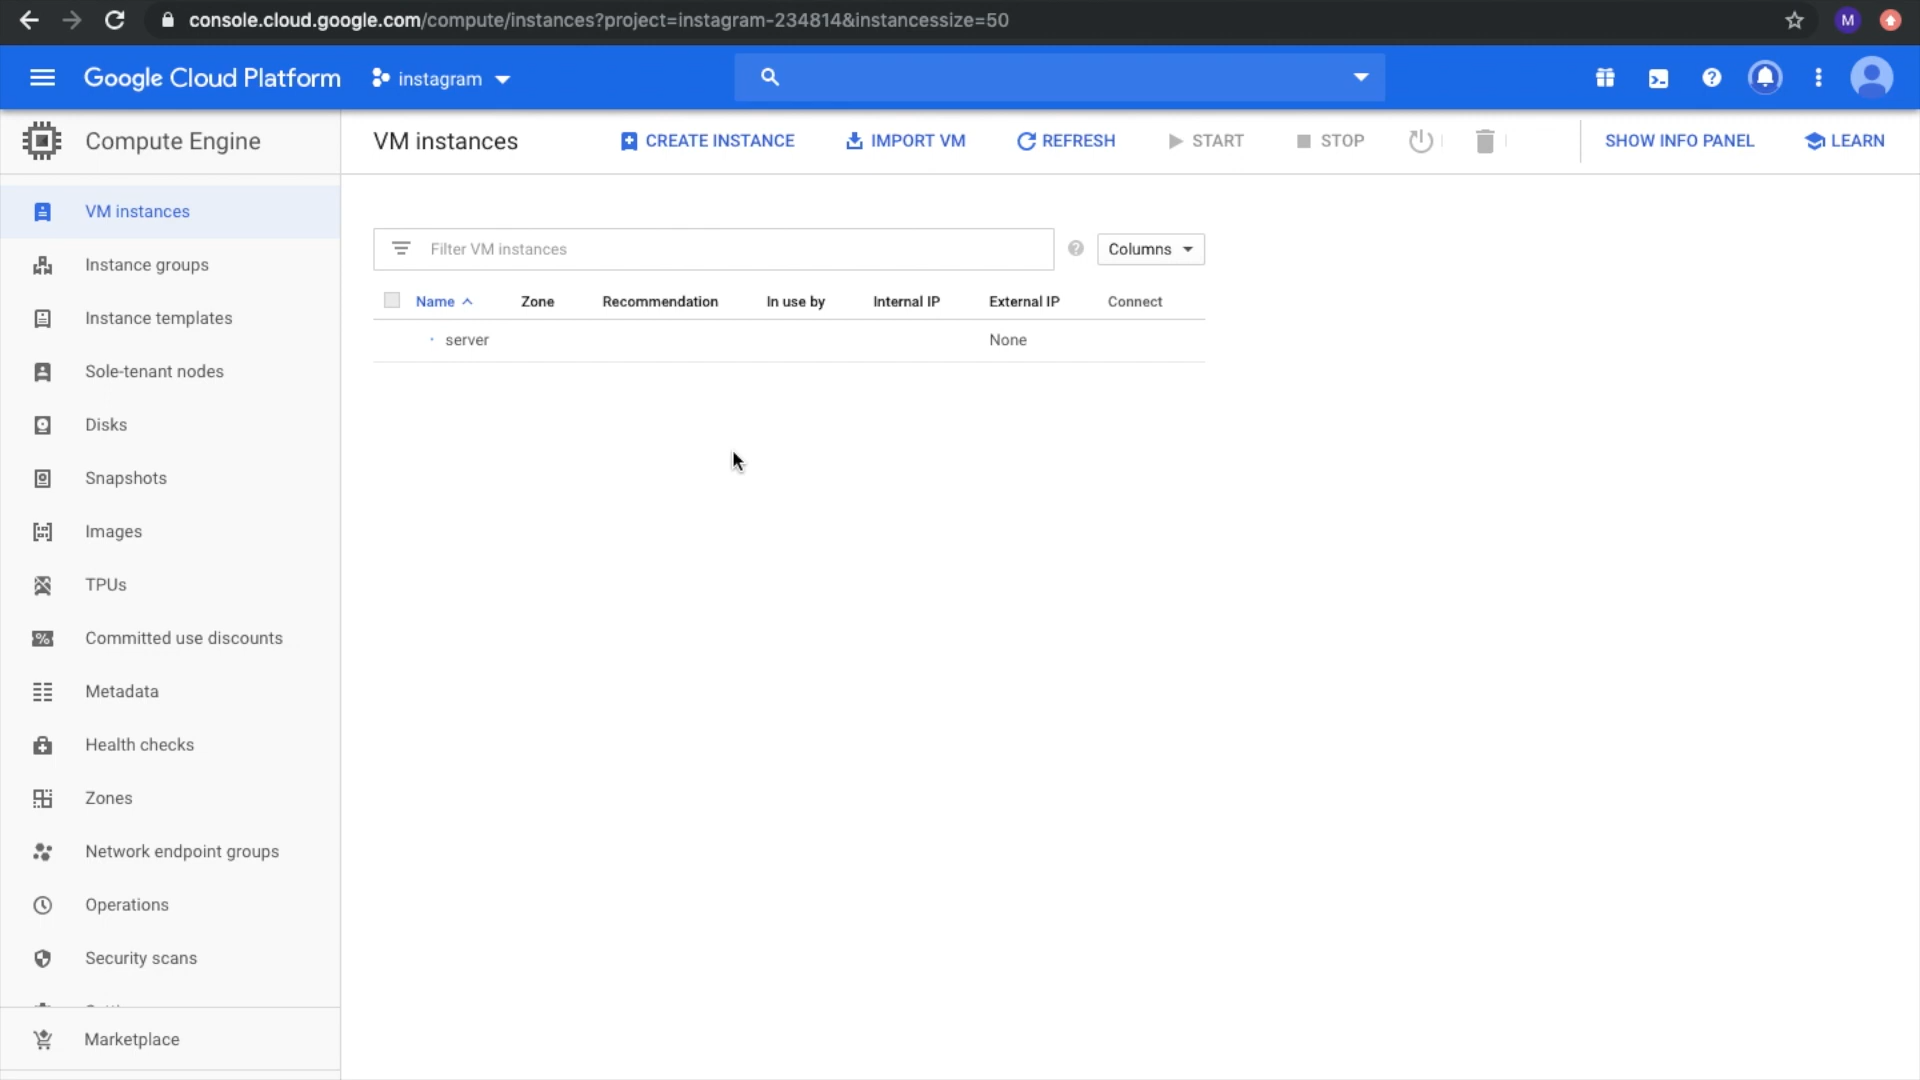 console.cloud.google.com/compute/instances?project=instagram-234814&instancessize=50
M
Google Cloud Platform
instagram
Compute Engine
VM instances
CREATE INSTANCE
IMPORT VM
REFRESH
START
STOP
SHOW INFO PANEL
LEARN
VM instances
Instance groups
Instance templates
Sole-tenant nodes
Disks
Snapshots
Images
TPUs
Committed use discounts
Metadata
Health checks
Zones
Network endpoint groups
Operations
Security scans
Marketplace
Filter VM instances
Columns
Name Zone Recommendation In use by Internal IP External IP Connect
server None